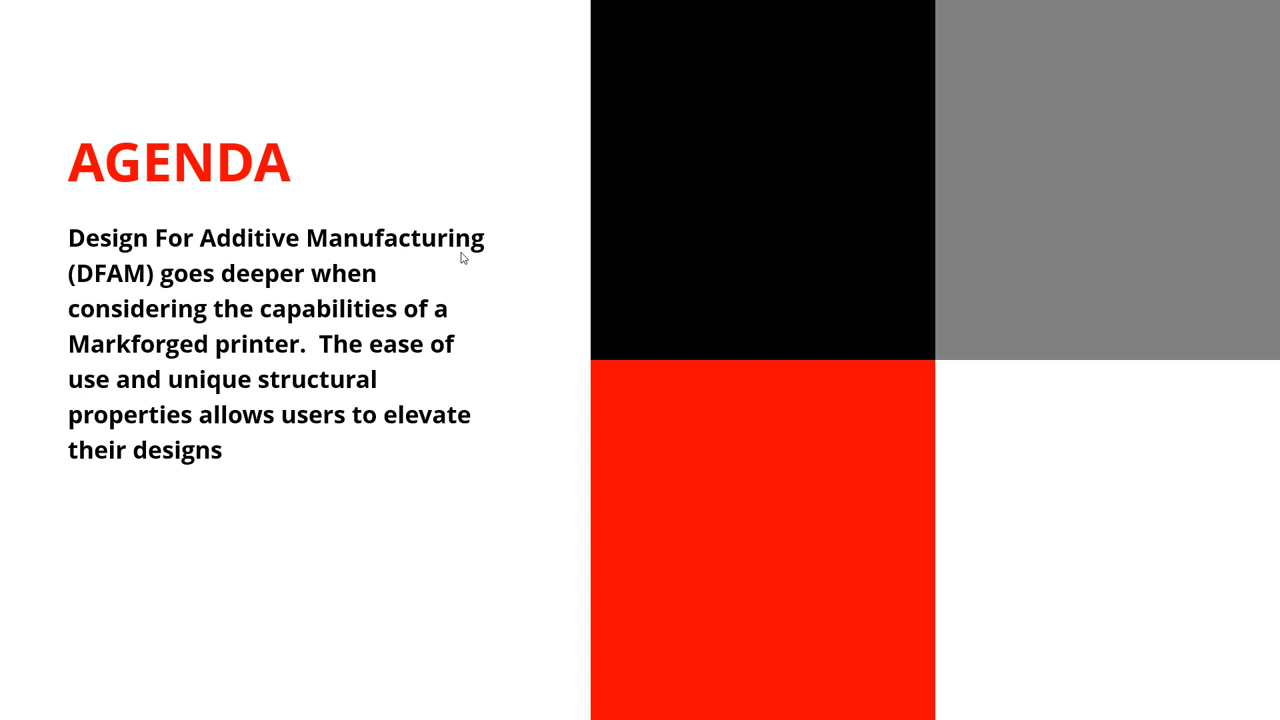 AGENDA
Design For Additive Manufacturing
(DFAM) goes deeper when
considering the capabilities of a
Markforged printer.  The ease of
use and unique structural
properties allows users to elevate
their designs